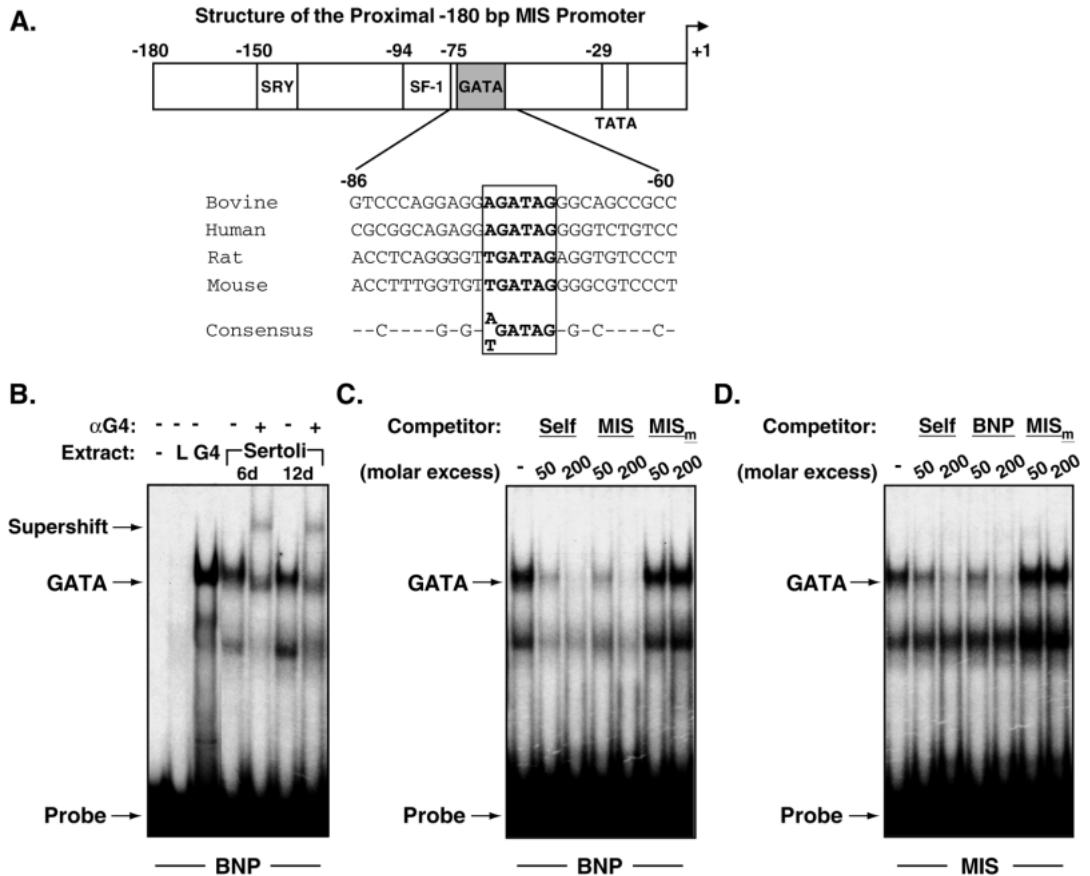 A.
Structure of the Proximal -180 bp MIS Promoter
-180 -150 -94 -75 -29 +1
SRY SF-1 GATA
TATA
-86 -60
Bovine GTCCCAGGAGGAGATAGGGCAGCCGCC
Human CGCGGCAGAGGAGATAGGGGTCTGTCC
Rat ACCTCAGGGGTTGATAGAGGTGTCCCT
Mouse ACCTTTGGTGTTGATAGGGGCGTCCCT
A
Consensus --C----G-G-GATAG-G-C----C-
T
B.
αG4: - - - - + - +
Extract: - L G4 Sertoli
6d 12d
Supershift
GATA
Probe
BNP
C.
Competitor: Self MIS MISm
(molar excess) - 50 200 50 200 50 200
GATA
Probe
BNP
D.
Competitor: Self BNP MISm
(molar excess) - 50 200 50 200 50 200
GATA
Probe
MIS